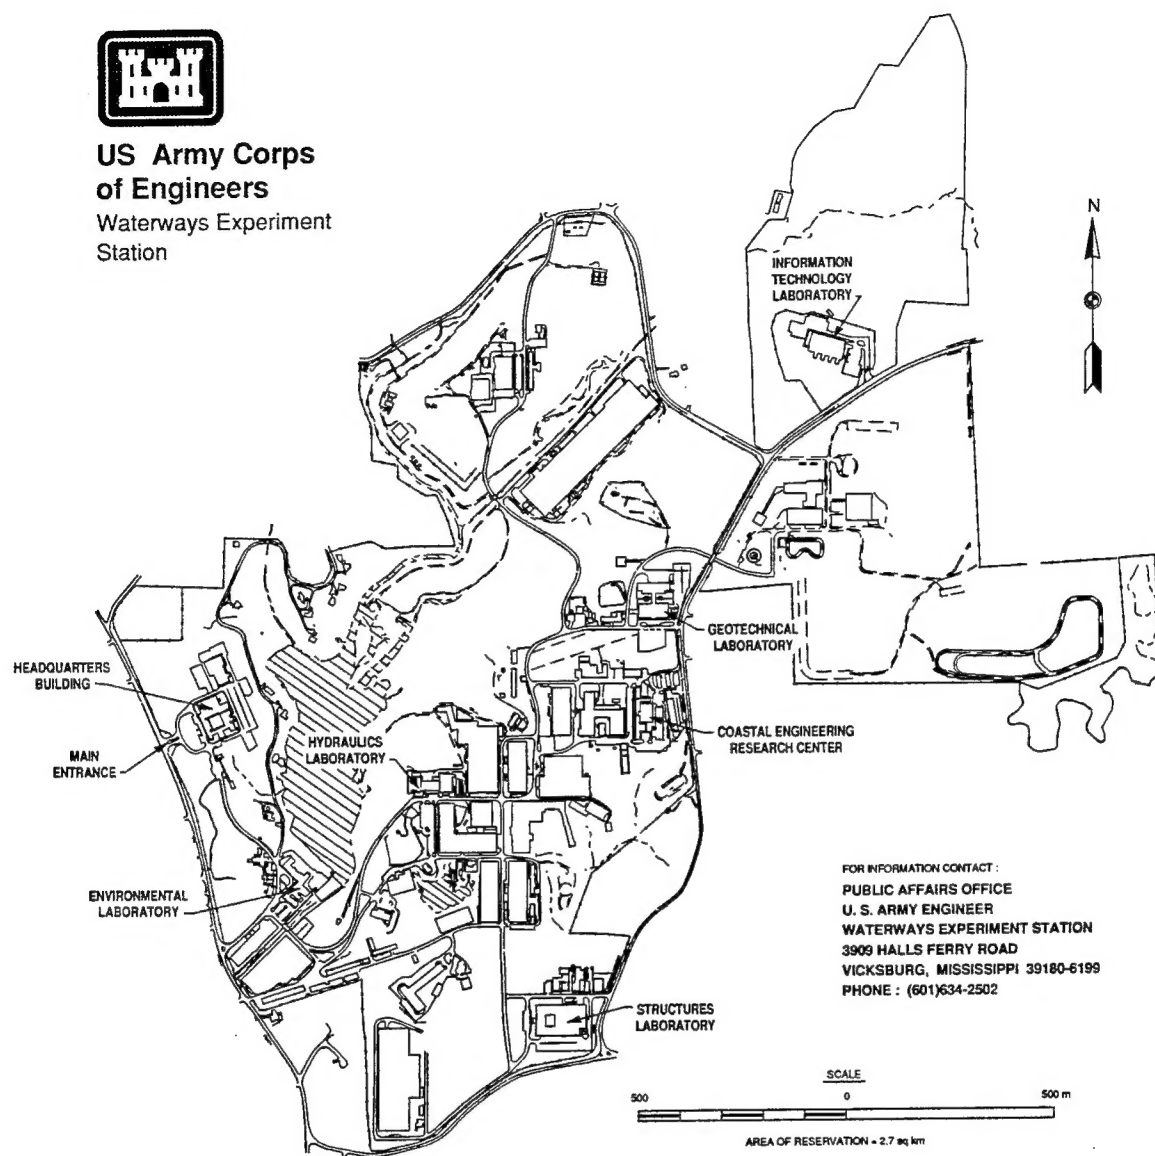 US Army Corps
of Engineers
Waterways Experiment
Station
N
INFORMATION
TECHNOLOGY
LABORATORY
GEOTECHNICAL
LABORATORY
HEADQUARTERS
BUILDING
MAIN
ENTRANCE
HYDRAULICS
LABORATORY
COASTAL ENGINEERING
RESEARCH CENTER
ENVIRONMENTAL
LABORATORY
STRUCTURES
LABORATORY
FOR INFORMATION CONTACT :
PUBLIC AFFAIRS OFFICE
U. S. ARMY ENGINEER
WATERWAYS EXPERIMENT STATION
3909 HALLS FERRY ROAD
VICKSBURG, MISSISSIPPI 39180-6199
PHONE : (601)634-2502
SCALE
500 0 500 m
AREA OF RESERVATION = 2.7 sq km